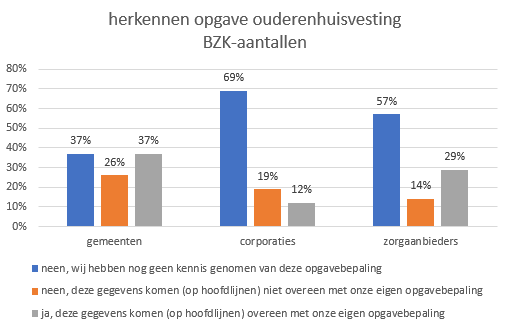 herkennen opgave ouderenhuisvesting
BZK-aantallen
80%
70%
60%
50%
40%
30%
20%
10%
0%
37%
26%
37%
69%
19%
12%
57%
14%
29%
gemeenten
corporaties
zorgaanbieders
neen, wij hebben nog geen kennis genomen van deze opgavebepaling
neen, deze gegevens komen (op hoofdlijnen) niet overeen met onze eigen opgavebepaling
ja, deze gegevens komen (op hoofdlijnen) overeen met onze eigen opgavebepaling